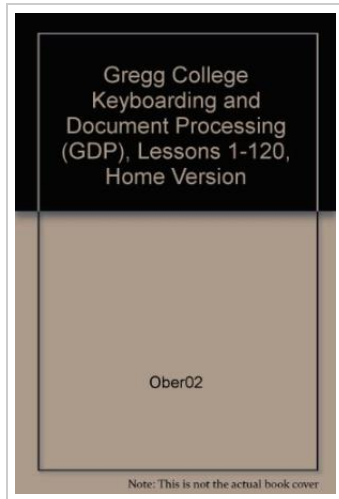 Gregg College
Keyboarding and
Document Processing
(GDP), Lessons 1-120,
Home Version
Ober02
Note: This is not the actual book cover